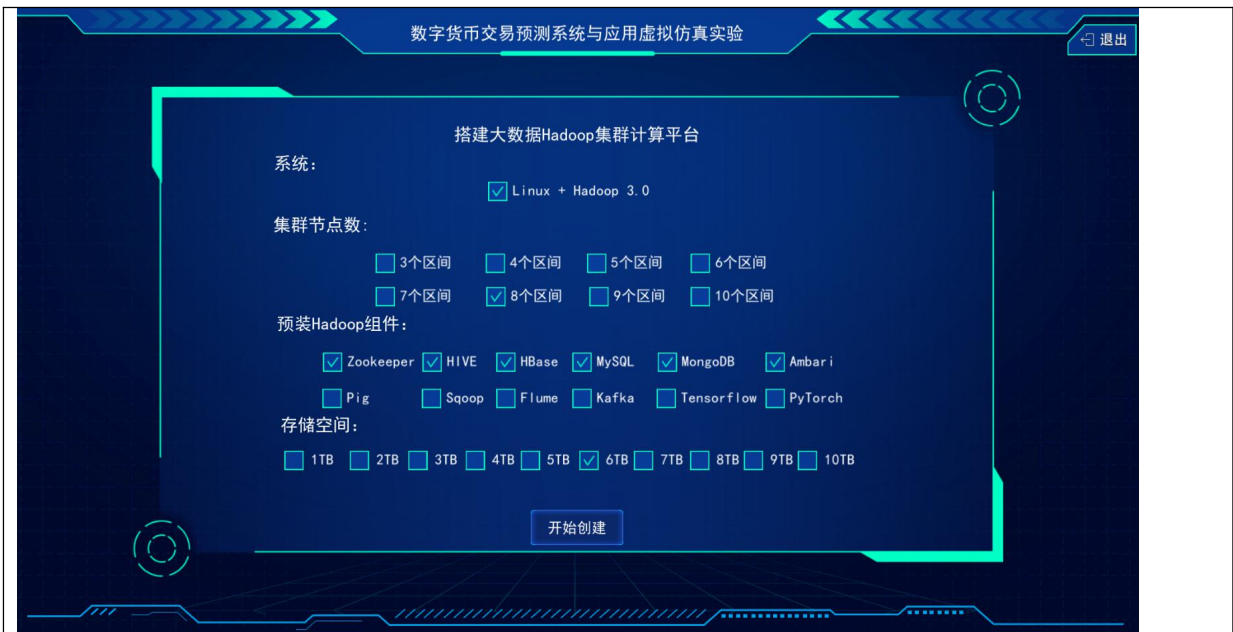 数字货币交易预测系统与应用虚拟仿真实验
退出
搭建大数据Hadoop集群计算平台
系统：
Linux + Hadoop 3.0
集群节点数：
3个区间 4个区间 5个区间 6个区间
7个区间 8个区间 9个区间 10个区间
预装Hadoop组件：
Zookeeper HIVE HBase MySQL MongoDB Ambari
Pig Sqoop Flume Kafka Tensorflow PyTorch
存储空间：
1TB 2TB 3TB 4TB 5TB 6TB 7TB 8TB 9TB 10TB
开始创建